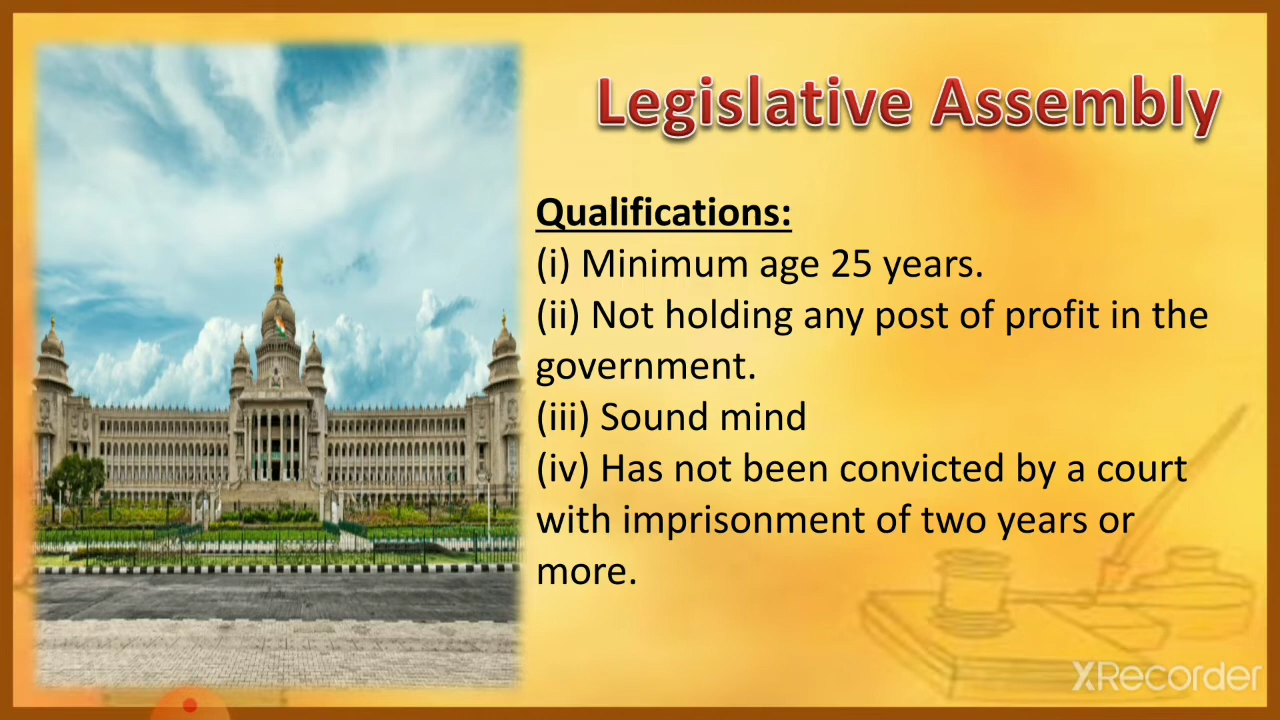 Legislative Assembly
Qualifications:
(i) Minimum age 25 years.
(ii) Not holding any post of profit in the
government.
(iii) Sound mind
(iv) Has not been convicted by a court
with imprisonment of two years or
more.
XRecorder